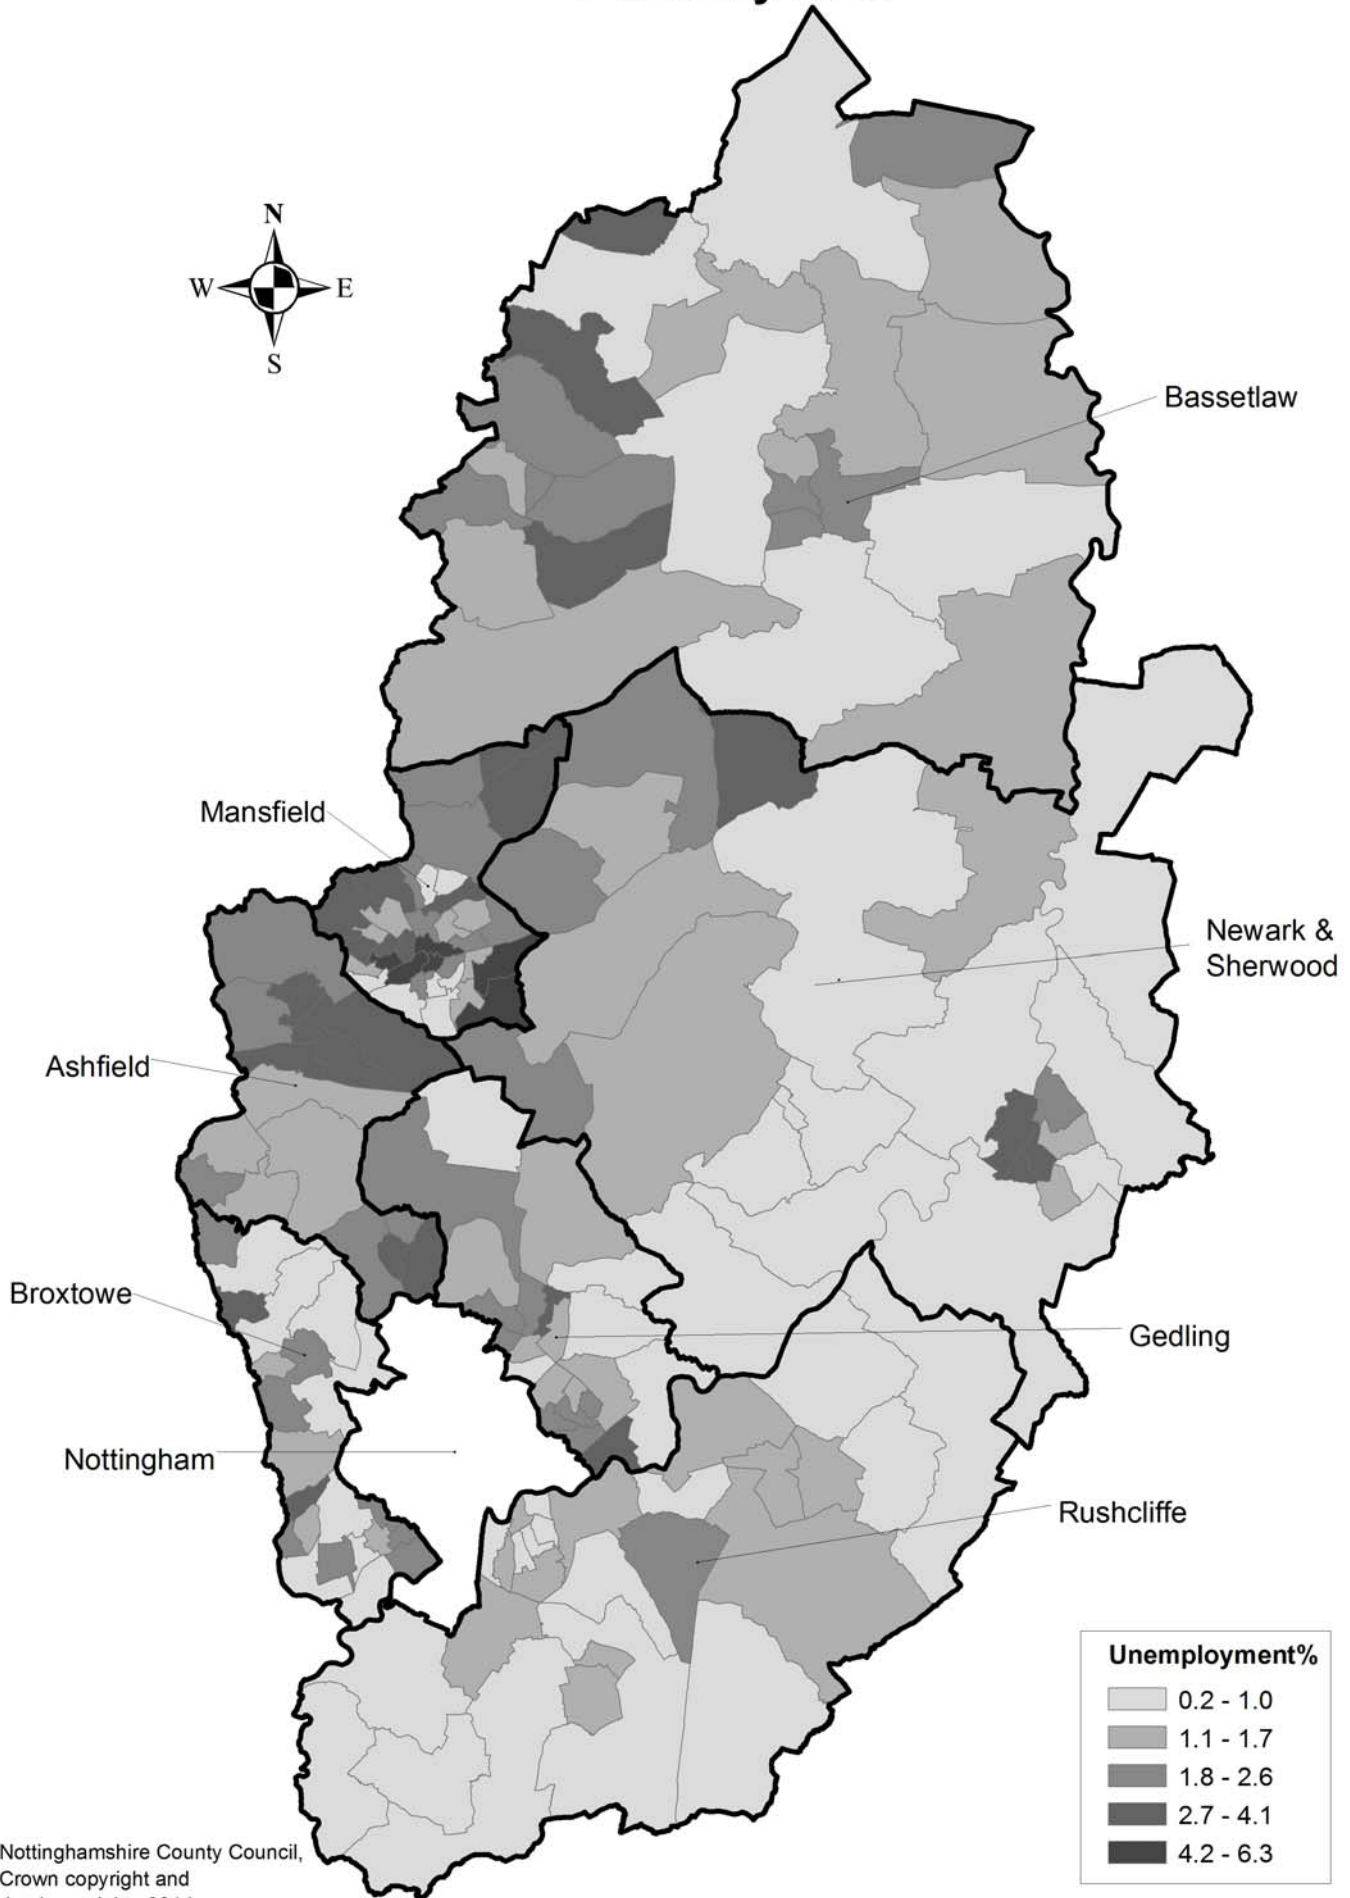 N
W
E
S
Bassetlaw
Mansfield
Newark &
Sherwood
Ashfield
Broxtowe
Gedling
Nottingham
Rushcliffe
Unemployment%
0.2 - 1.0
1.1 - 1.7
1.8 - 2.6
2.7 - 4.1
4.2 - 6.3
Nottinghamshire County Council,
Crown copyright and